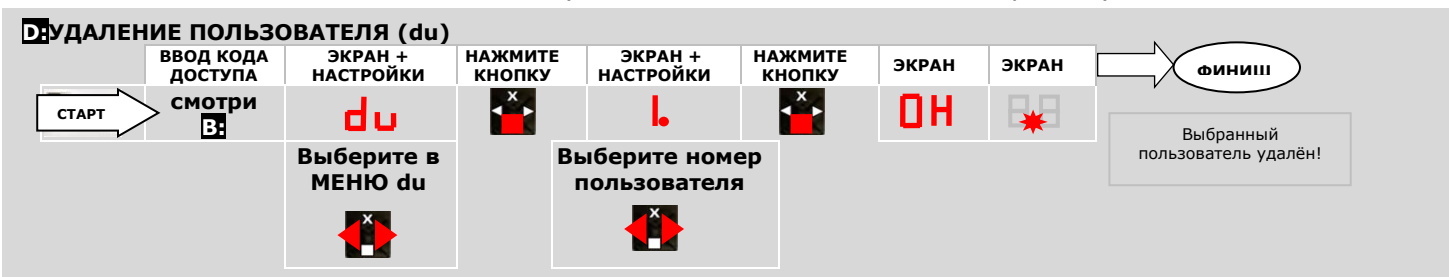 D:УДАЛЕНИЕ ПОЛЬЗОВАТЕЛЯ (du)
ВВОД КОДА ДОСТУПА
ЭКРАН + НАСТРОЙКИ
НАЖМИТЕ КНОПКУ
ЭКРАН + НАСТРОЙКИ
НАЖМИТЕ КНОПКУ
ЭКРАН
ЭКРАН
ФИНИШ
СТАРТ
смотри
B:
du
X
1.
X
OH
Выбранный
пользователь удалён!
Выберите в
МЕНЮ du
X
Выберите номер
пользователя
X